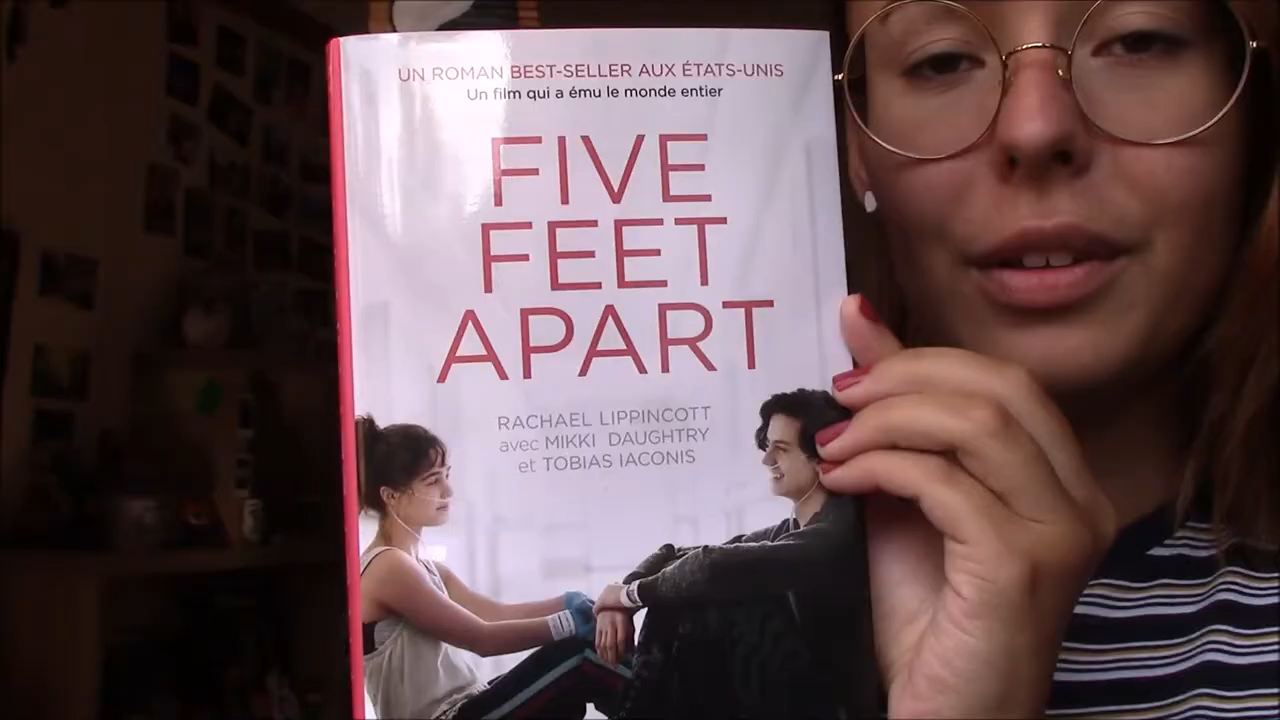 UN ROMAN BEST-SELLER AUX ÉTATS-UNIS
Un film qui a ému le monde entier
FIVE
FEET
APART
RACHAEL LIPPINCOTT
avec MIKKI DAUGHTRY
et TOBIAS IACONIS